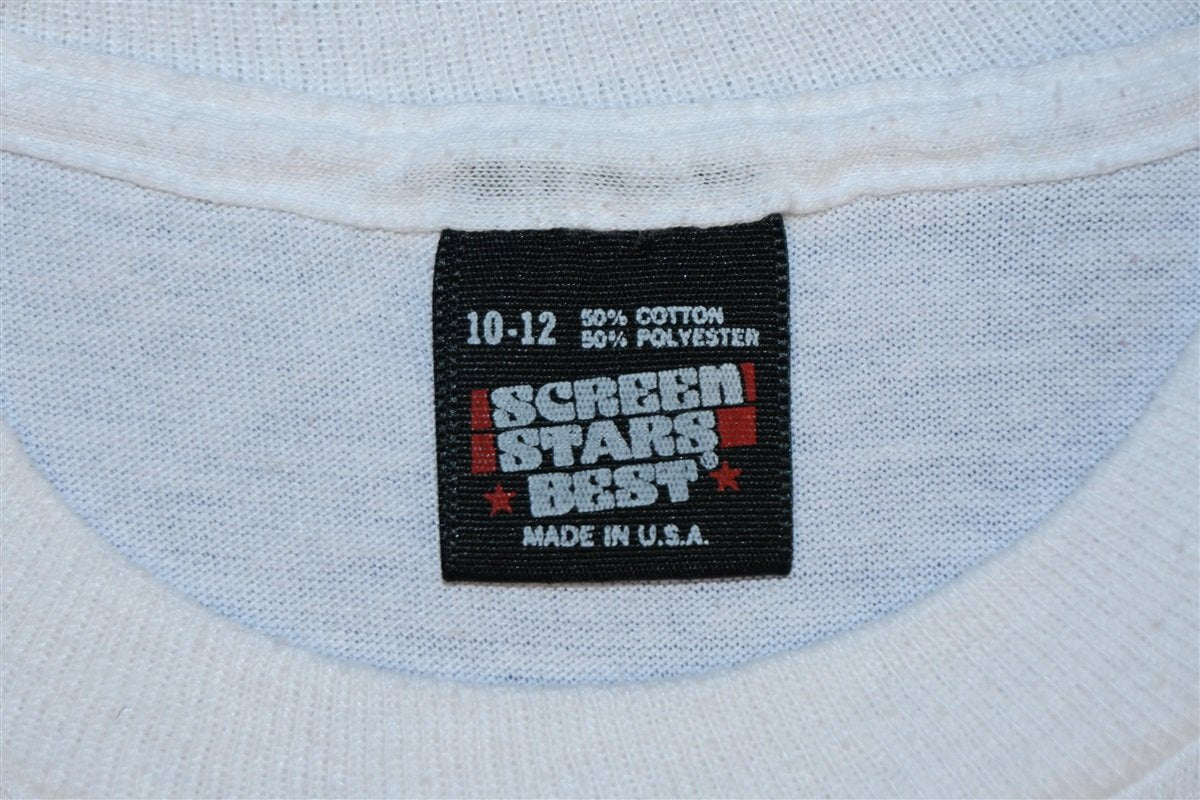 10-12 50% COTTON
50% POLYESTER
SCREEN
STARS
BEST®
MADE IN U.S.A.